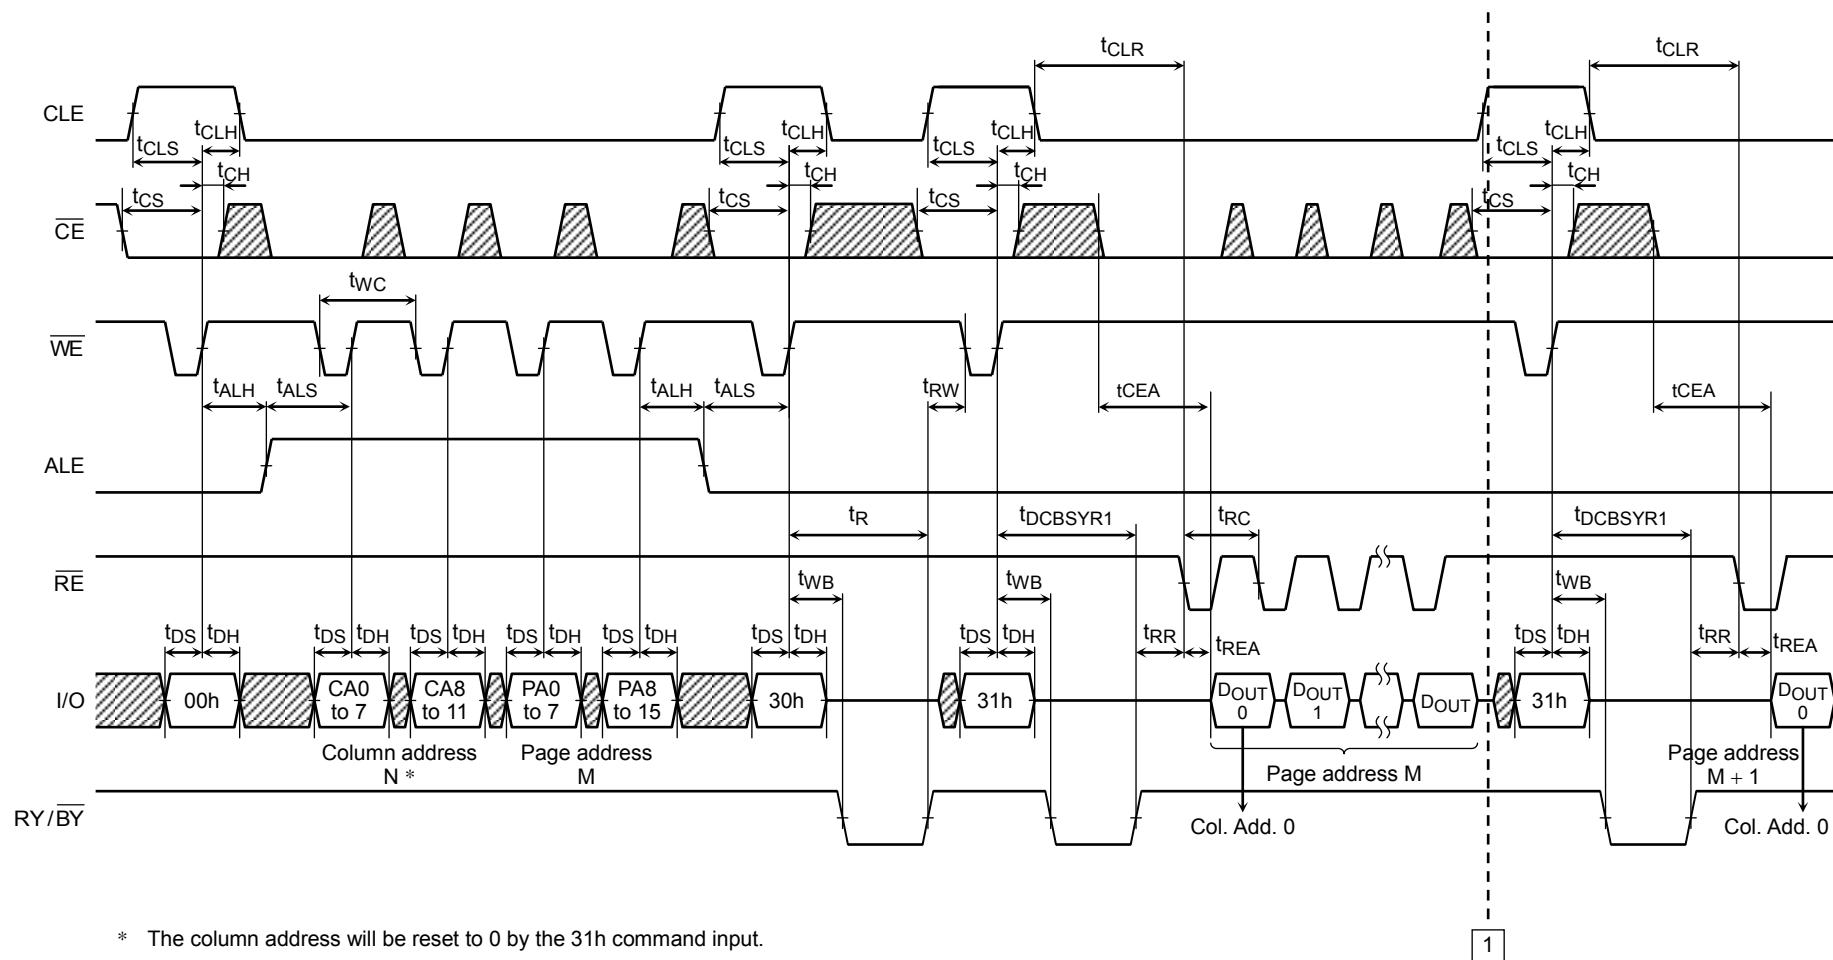 tCLR tCLR
CLE
tCLH tCLH tCLH tCLH
tCLS tCLS tCLS tCLS
tCH tCH tCH tCH
tCS tCS tCS tCS
CE
tWC
WE
tALH tALS tALH tALS tRW tCEA tCEA
ALE
tR tDCBSYR1 tRC tDCBSYR1
RE
tWB tWB tWB
tDS tDH tDS tDH tDS tDH tDS tDH tDS tDH tDS tDH tDS tDH tRR tREA tDS tDH tRR tREA
I/O
00h
CA0
to 7
CA8
to 11
PA0
to 7
PA8
to 15
30h
31h
DOUT
0
DOUT
1
DOUT
31h
DOUT
0
Column address
N *
Page address
M
Page address M
Page address
M + 1
RY/BY
Col. Add. 0
Col. Add. 0
* The column address will be reset to 0 by the 31h command input.
1